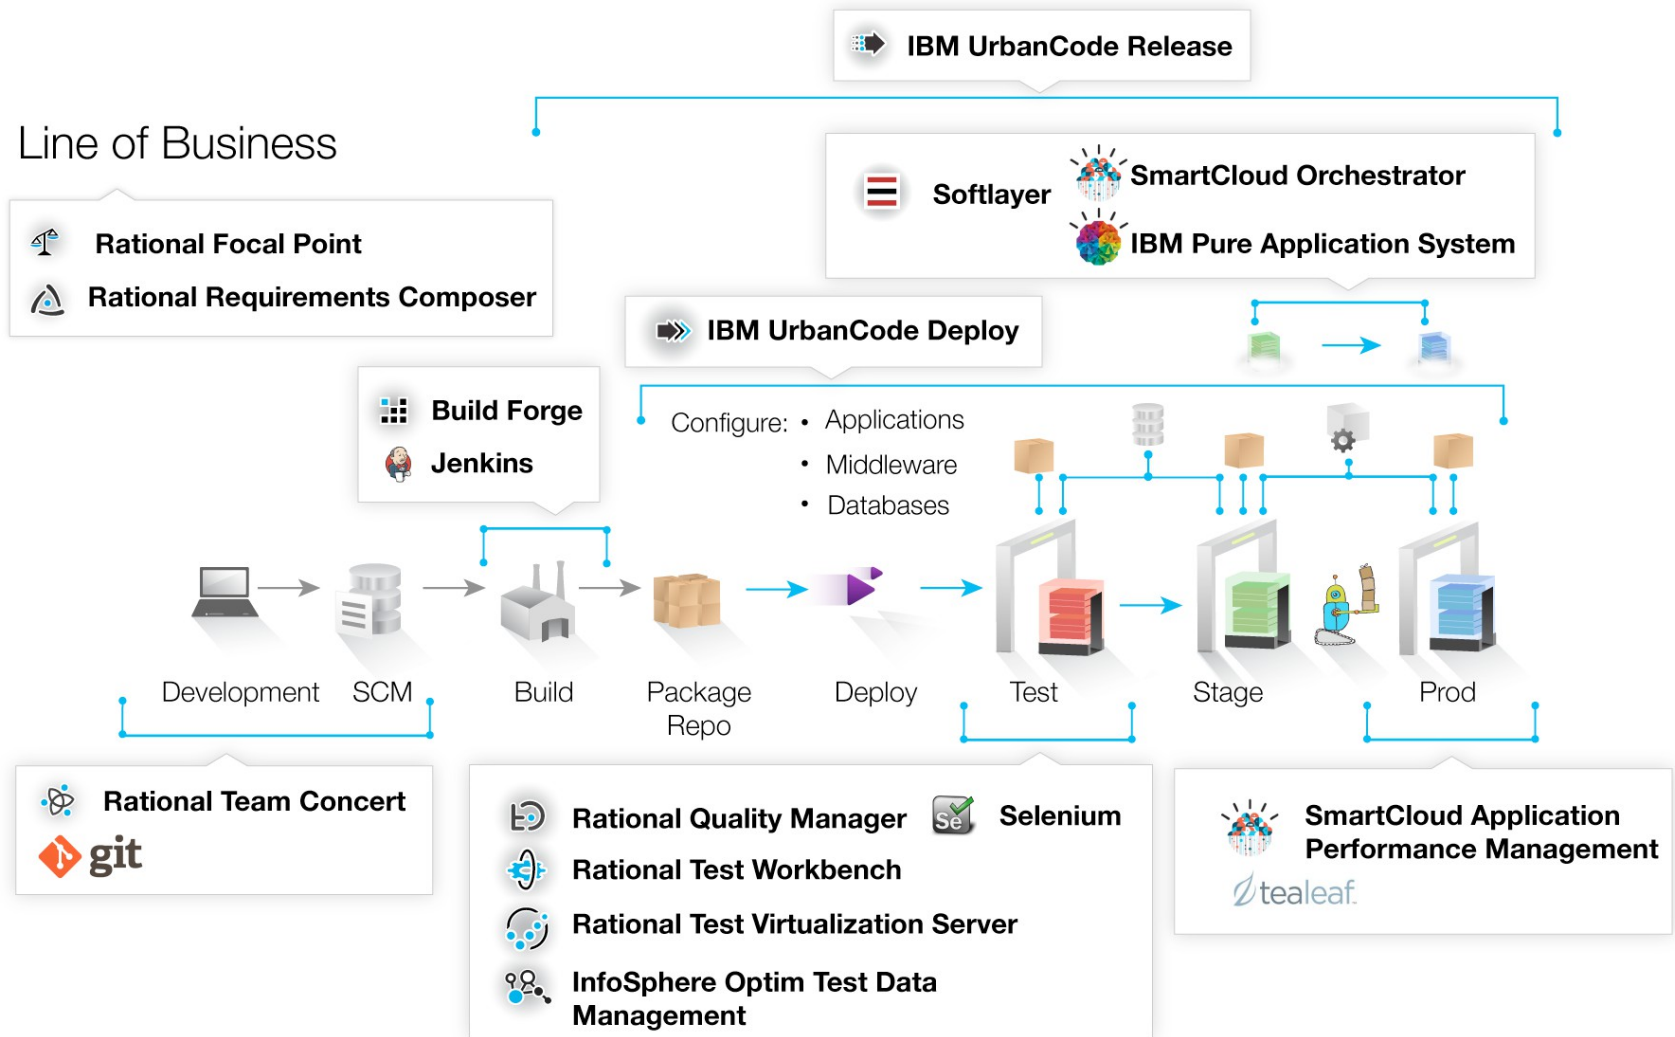 IBM UrbanCode Release
Line of Business
Softlayer
SmartCloud Orchestrator
IBM Pure Application System
Rational Focal Point
Rational Requirements Composer
IBM UrbanCode Deploy
Build Forge
Jenkins
Configure: • Applications
• Middleware
• Databases
Development
SCM
Build
Package
Repo
Deploy
Test
Stage
Prod
Rational Team Concert
git
Rational Quality Manager
Se
Selenium
Rational Test Workbench
Rational Test Virtualization Server
InfoSphere Optim Test Data
Management
SmartCloud Application
Performance Management
tealeaf